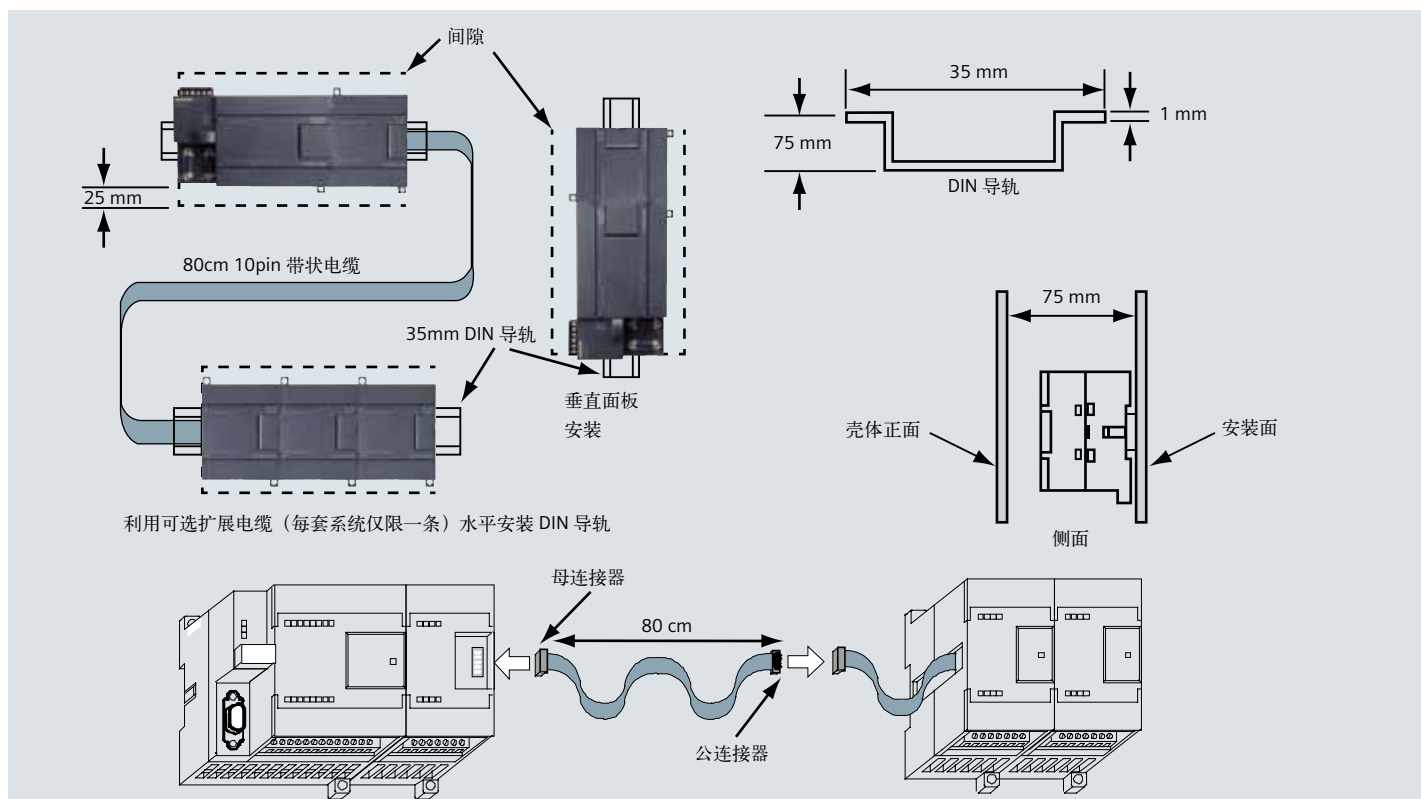 间隙
35 mm
1 mm
75 mm
DIN 导轨
25 mm
80cm 10pin 带状电缆
35mm DIN 导轨
垂直面板
安装
75 mm
壳体正面
安装面
侧面
利用可选扩展电缆（每套系统仅限一条）水平安装 DIN 导轨
母连接器
80 cm
公连接器